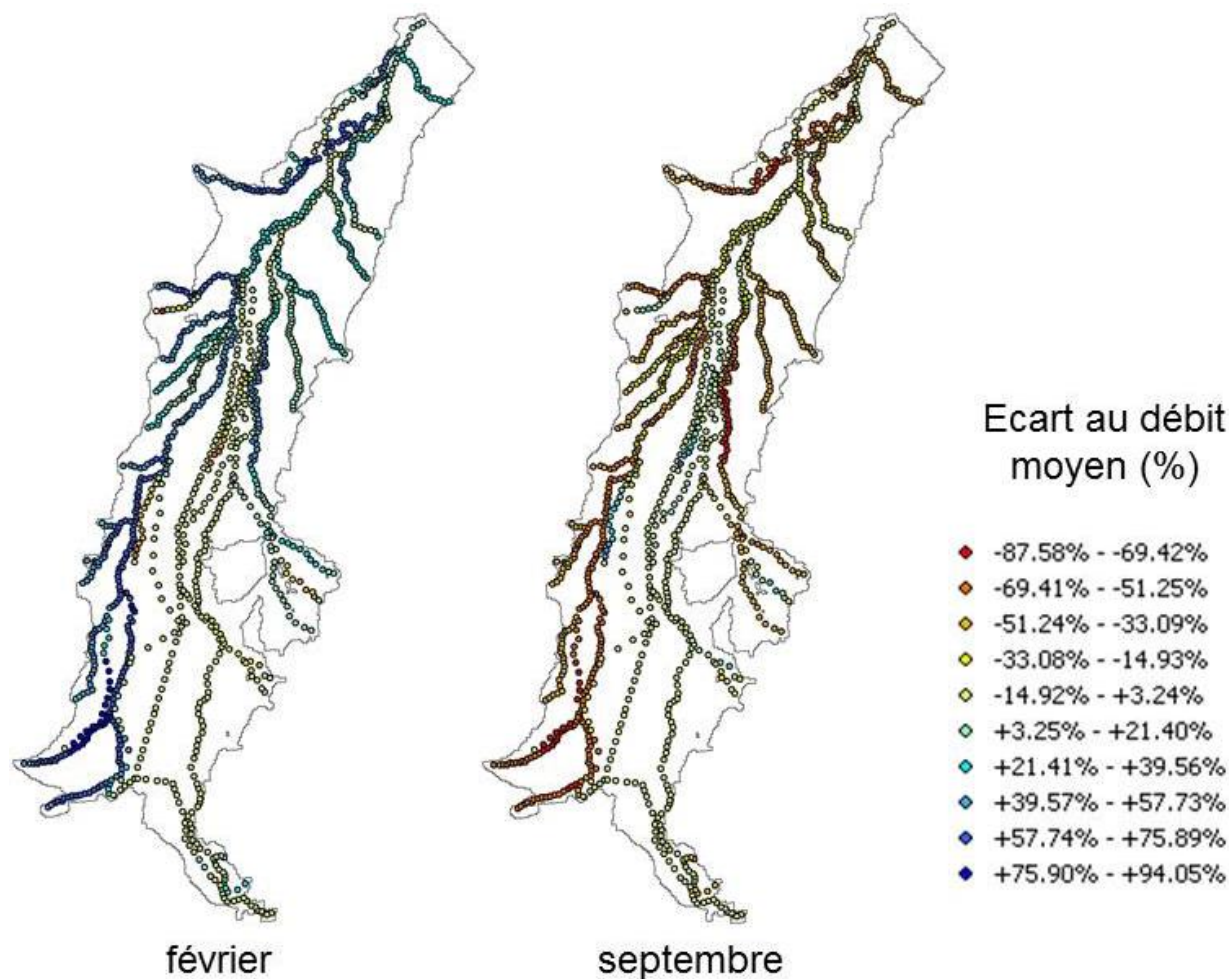 Ecart au débit
moyen (%)
-87.58% - -69.42%
-69.41% - -51.25%
-51.24% - -33.09%
-33.08% - -14.93%
-14.92% - +3.24%
+3.25% - +21.40%
+21.41% - +39.56%
+39.57% - +57.73%
+57.74% - +75.89%
+75.90% - +94.05%
février
septembre